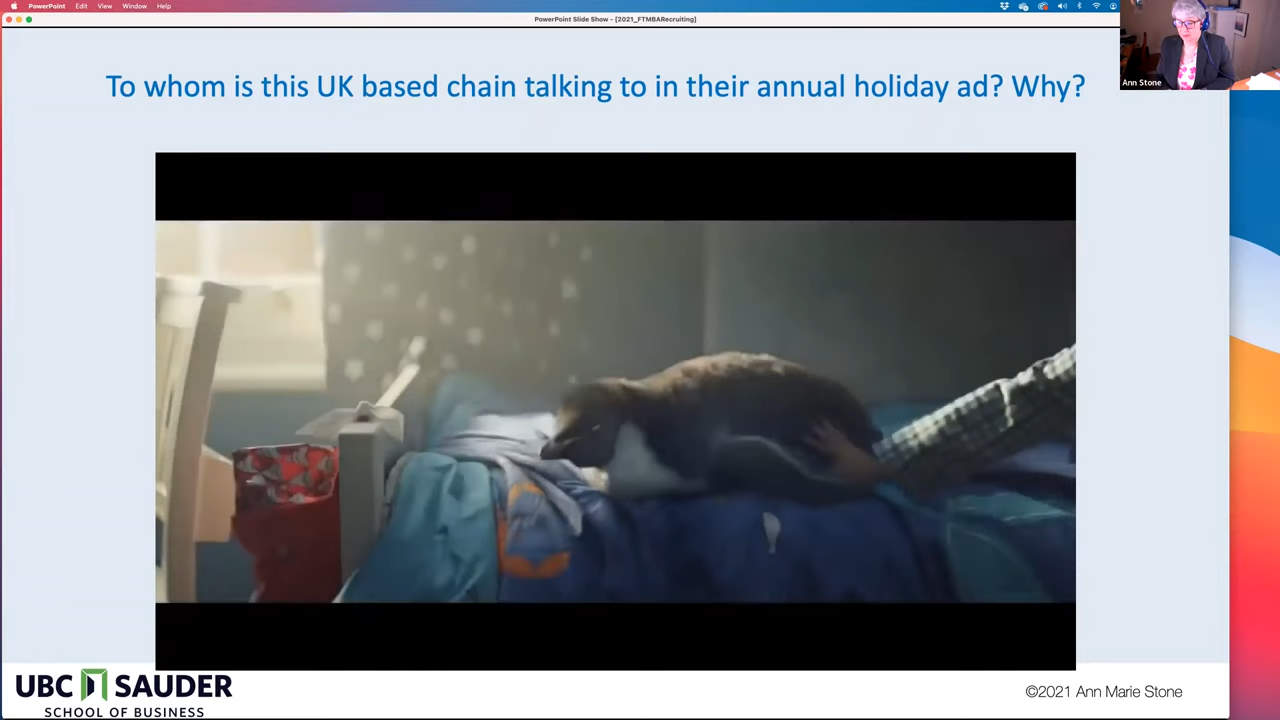 PowerPoint File Edit View Window Help
PowerPoint Slide Show - [2021_FTMBARecruiting]
Ann Stone
To whom is this UK based chain talking to in their annual holiday ad? Why?
UBC SAUDER
SCHOOL OF BUSINESS
©2021 Ann Marie Stone